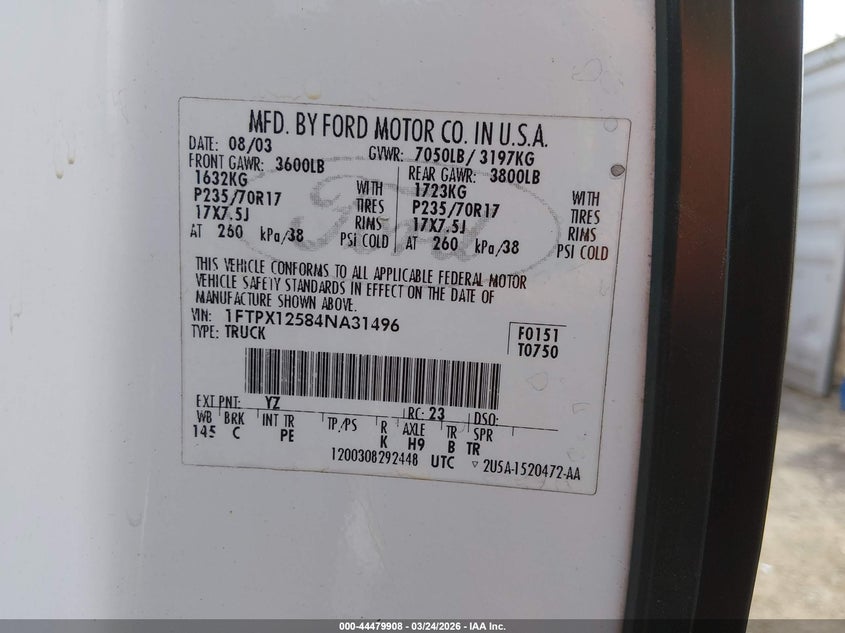 MFD. BY FORD MOTOR CO. IN U.S.A.
DATE: 08/03 GVWR: 7050LB/ 3197KG
FRONT GAWR: 3600LB REAR GAWR: 3800LB
1632KG WITH 1723KG WITH
P235/70R17 TIRES P235/70R17 TIRES
17X7.5J RIMS 17X7.5J RIMS
AT 260 kPa/38 PSI COLD AT 260 kPa/38 PSI COLD
Ford
THIS VEHICLE CONFORMS TO ALL APPLICABLE FEDERAL MOTOR
VEHICLE SAFETY STANDARDS IN EFFECT ON THE DATE OF
MANUFACTURE SHOWN ABOVE.
VIN: 1FTPX12584NA31496
TYPE: TRUCK
F0151
T0750
EXT PNT: YZ RC: 23 DSO:
WB BRK INT TR TP/PS R AXLE TR SPR
145 C PE K H9 B TR
1200308292448 UTC ▽ 2U5A-1520472-AA
000-44479908 - 03/24/2026 - IAA Inc.